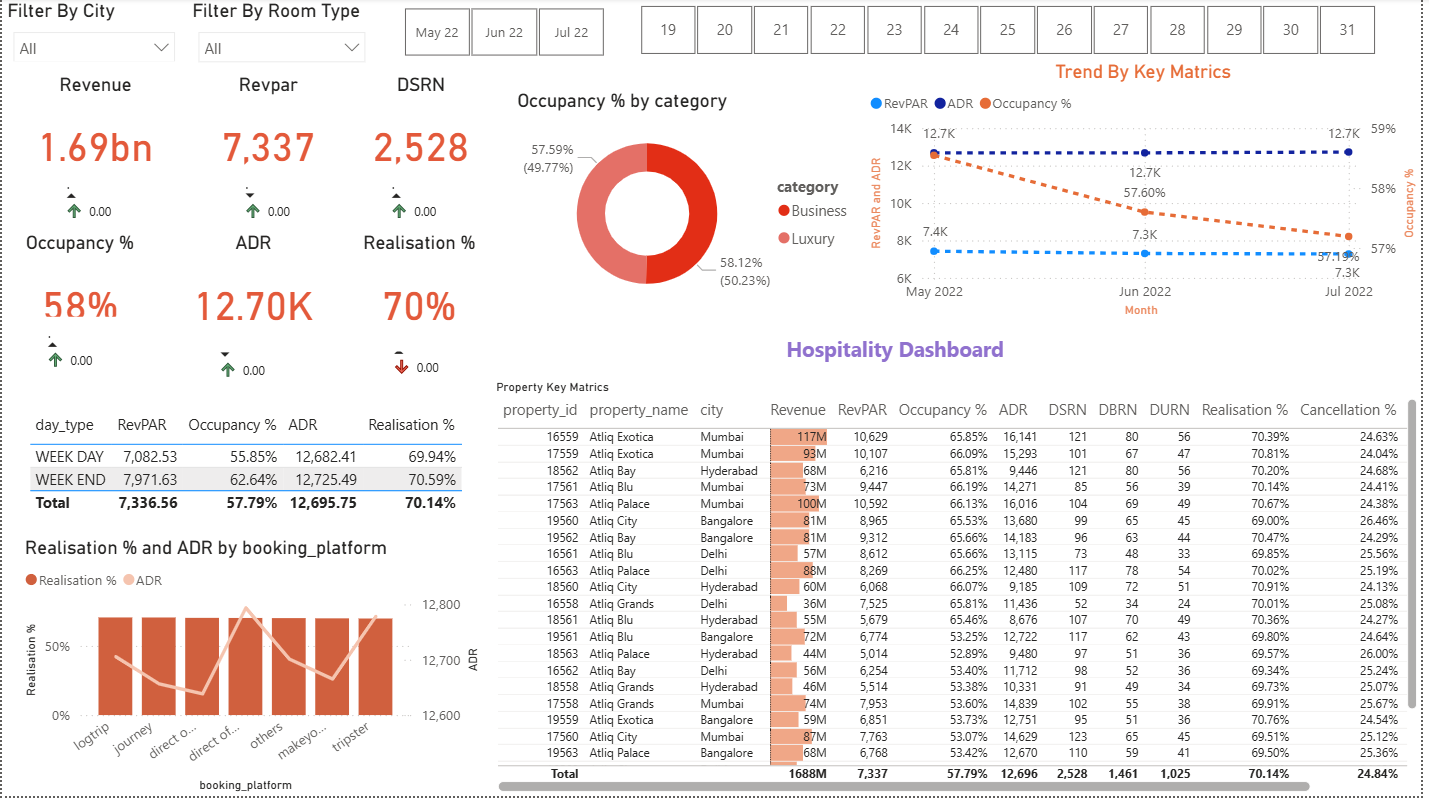 Filter By City
All
Filter By Room Type
All
May 22 Jun 22 Jul 22
19 20 21 22 23 24 25 26 27 28 29 30 31
Revenue Revpar DSRN
1.69bn 7,337 2,528
0.00 0.00 0.00
Occupancy % ADR Realisation %
58% 12.70K 70%
0.00 0.00 0.00
Occupancy % by category
57.59%
(49.77%)
58.12%
(50.23%)
category
Business
Luxury
Trend By Key Matrics
RevPAR ADR Occupancy %
14K
12K
10K
8K
6K
RevPAR and ADR
12.7K 12.7K 12.7K
57.60%
7.4K 7.3K
57.19%
7.3K
59%
58%
57%
Occupancy %
May 2022 Jun 2022 Jul 2022
Month
Hospitality Dashboard
day_type RevPAR Occupancy % ADR Realisation %
WEEK DAY 7,082.53 55.85% 12,682.41 69.94%
WEEK END 7,971.63 62.64% 12,725.49 70.59%
Total 7,336.56 57.79% 12,695.75 70.14%
Realisation % and ADR by booking_platform
Realisation % ADR
50%
0%
Realisation %
12,800
12,700
12,600
ADR
logtrip journey direct o... direct of... others makeyo... tripster
booking_platform
Property Key Matrics
property_id property_name city Revenue RevPAR Occupancy % ADR DSRN DBRN DURN Realisation % Cancellation %
16559 Atliq Exotica Mumbai 117M 10,629 65.85% 16,141 121 80 56 70.39% 24.63%
17559 Atliq Exotica Mumbai 93M 10,107 66.09% 15,293 101 67 47 70.81% 24.04%
18562 Atliq Bay Hyderabad 68M 6,216 65.81% 9,446 121 80 56 70.20% 24.68%
17561 Atliq Blu Mumbai 73M 9,447 66.19% 14,271 85 56 39 70.14% 24.41%
17563 Atliq Palace Mumbai 100M 10,592 66.13% 16,016 104 69 49 70.67% 24.38%
19560 Atliq City Bangalore 81M 8,965 65.53% 13,680 99 65 45 69.00% 26.46%
19562 Atliq Bay Bangalore 81M 9,312 65.66% 14,183 96 63 44 70.47% 24.29%
16561 Atliq Blu Delhi 57M 8,612 65.66% 13,115 73 48 33 69.85% 25.56%
16563 Atliq Palace Delhi 88M 8,269 66.25% 12,480 117 78 54 70.02% 25.19%
18560 Atliq City Hyderabad 60M 6,068 66.07% 9,185 109 72 51 70.91% 24.13%
16558 Atliq Grands Delhi 36M 7,525 65.81% 11,436 52 34 24 70.01% 25.08%
18561 Atliq Blu Hyderabad 55M 5,679 65.46% 8,676 107 70 49 70.36% 24.27%
19561 Atliq Blu Bangalore 72M 6,774 53.25% 12,722 117 62 43 69.80% 24.64%
18563 Atliq Palace Hyderabad 44M 5,014 52.89% 9,480 97 51 36 69.57% 26.00%
16562 Atliq Bay Delhi 56M 6,254 53.40% 11,712 98 52 36 69.34% 25.24%
18558 Atliq Grands Hyderabad 46M 5,514 53.38% 10,331 91 49 34 69.73% 25.07%
17558 Atliq Grands Mumbai 74M 7,953 53.60% 14,839 102 55 38 69.91% 25.67%
19559 Atliq Exotica Bangalore 59M 6,851 53.73% 12,751 95 51 36 70.76% 24.54%
17560 Atliq City Mumbai 87M 7,763 53.07% 14,629 123 65 45 69.51% 25.12%
19563 Atliq Palace Bangalore 68M 6,768 53.42% 12,670 110 59 41 69.50% 25.36%
Total 1688M 7,337 57.79% 12,696 2,528 1,461 1,025 70.14% 24.84%